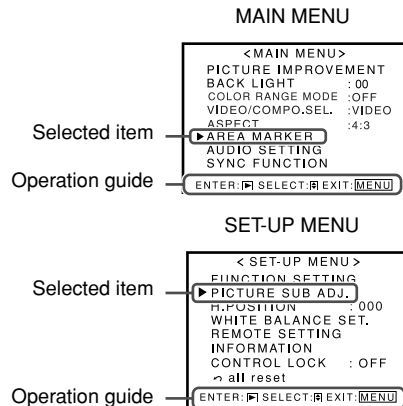 MAIN MENU
<MAIN MENU>
PICTURE IMPROVEMENT
BACK LIGHT : 00
COLOR RANGE MODE :OFF
VIDEO/COMPO.SEL. :VIDEO
ASPECT :4:3
Selected item ▶AREA MARKER
AUDIO SETTING
SYNC FUNCTION
Operation guide ENTER:▶ SELECT: EXIT:MENU
SET-UP MENU
< SET-UP MENU>
FUNCTION SETTING
Selected item ▶PICTURE SUB ADJ.
H.POSITION : 000
WHITE BALANCE SET.
REMOTE SETTING
INFORMATION
CONTROL LOCK : OFF
all reset
Operation guide ENTER:▶ SELECT: EXIT:MENU